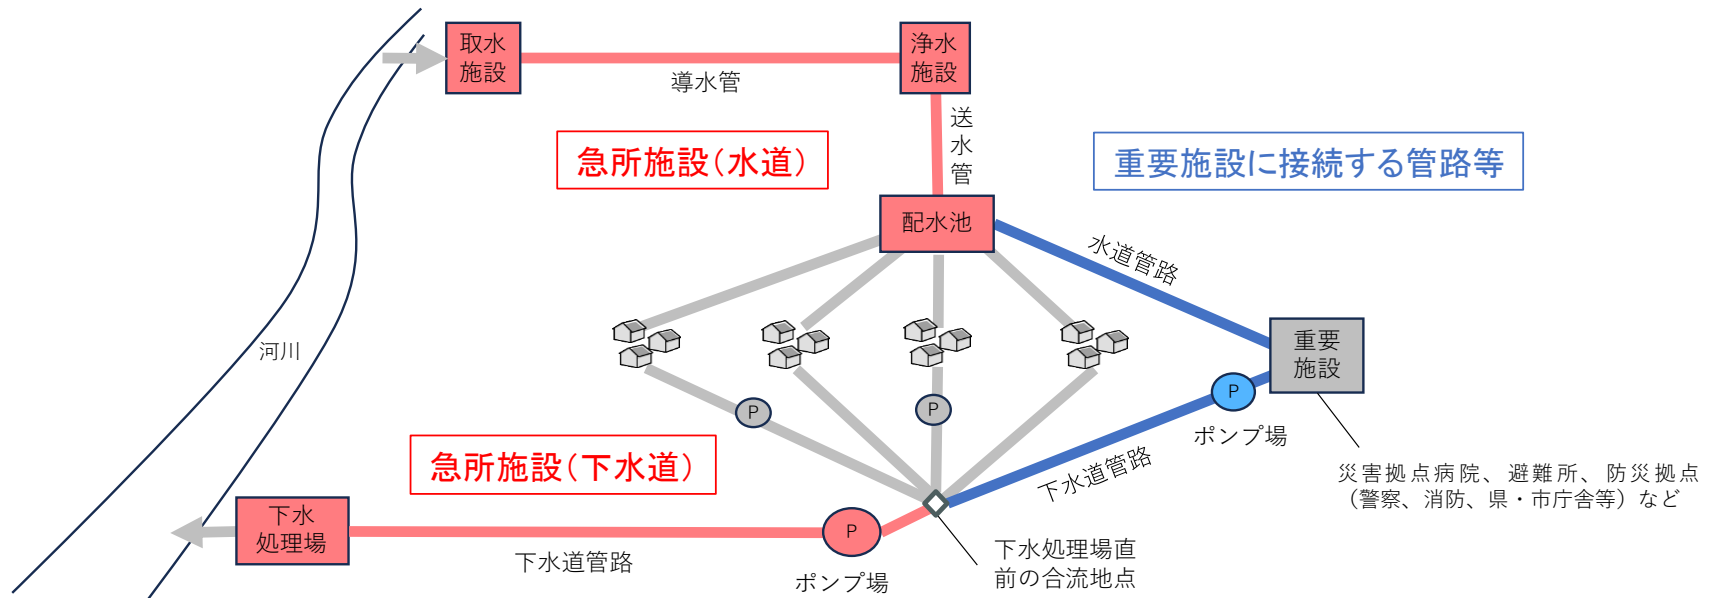 取水
施設
導水管
浄水
施設
送
水
管
急所施設（水道）
重要施設に接続する管路等
配水池
水道管路
河川
重要
施設
P
P
P
ポンプ場
急所施設（下水道）
下水道管路
災害拠点病院、避難所、防災拠点
（警察、消防、県・市庁舎等）など
下水
処理場
下水道管路
P
ポンプ場
下水処理場直
前の合流地点